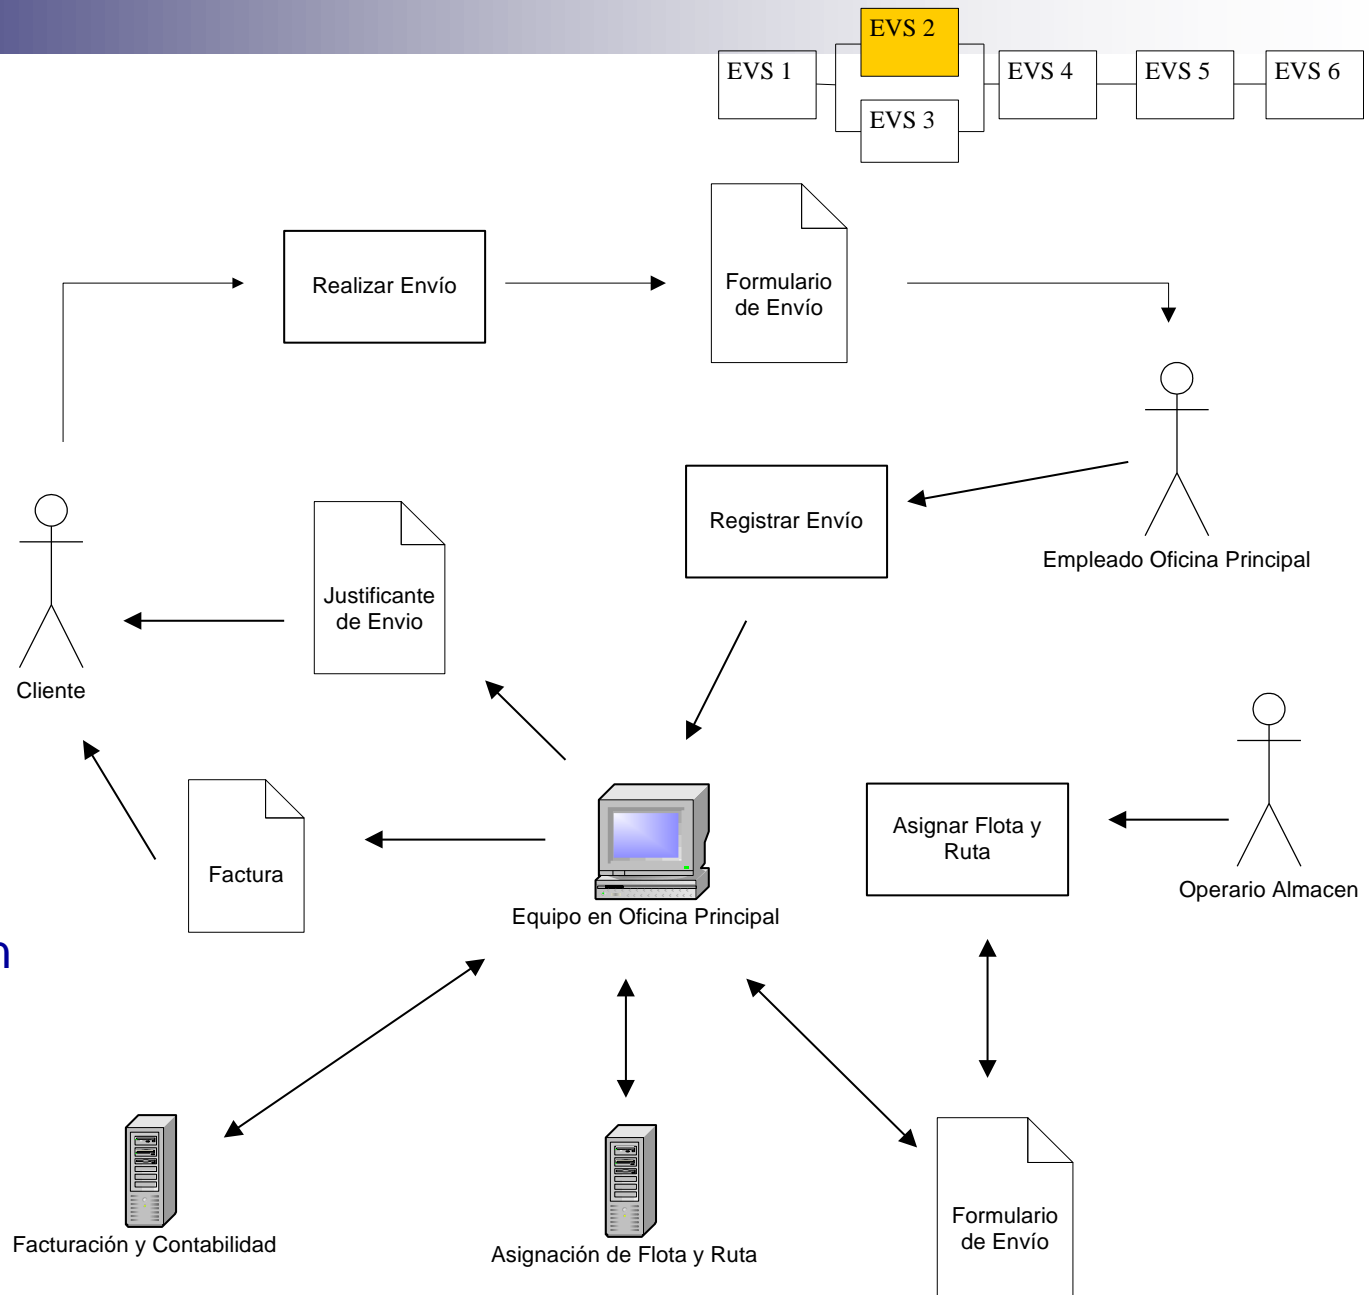 EVS 2
EVS 1
EVS 4
EVS 5
EVS 6
EVS 3
Realizar Envío
Formulario
de Envío
Registrar Envío
Empleado Oficina Principal
Justificante
de Envio
Cliente
Asignar Flota y
Ruta
Factura
Operario Almacen
Equipo en Oficina Principal
n
Formulario
de Envío
Facturación y Contabilidad
Asignación de Flota y Ruta